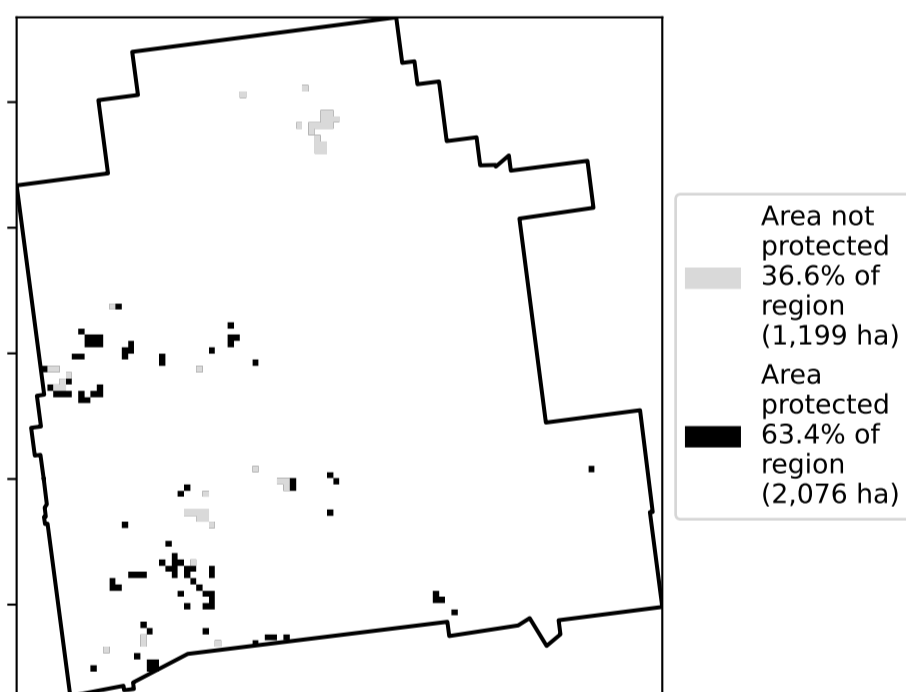 Area not
protected
36.6% of
region
(1,199 ha)
Area
protected
63.4% of
region
(2,076 ha)